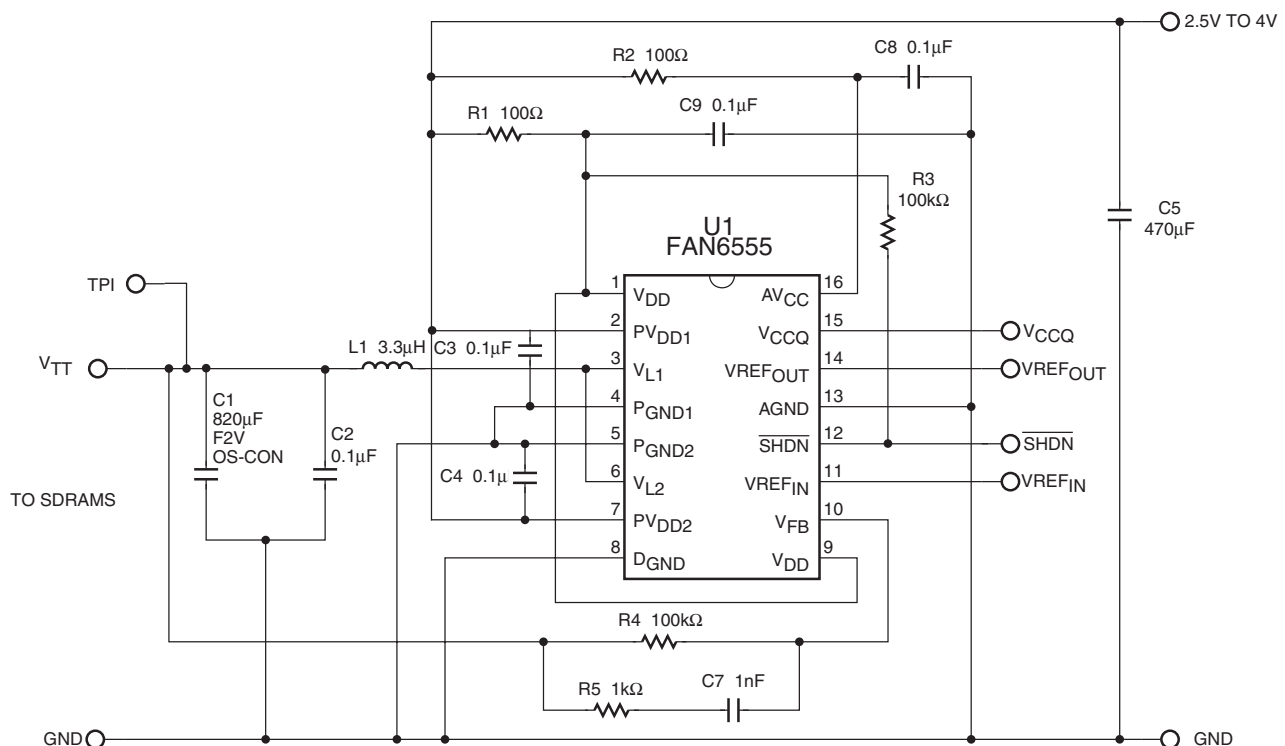 2.5V TO 4V
R2 100Ω
C8 0.1µF
R1 100Ω
C9 0.1µF
R3
100kΩ
C5
470µF
U1
FAN6555
TPI
VTT
L1 3.3µH
C3 0.1µF
C1
820µF
F2V
OS-CON
C2
0.1µF
C4 0.1µ
TO SDRAMS
1 VDD
2 PVDD1
3 VL1
4 PGND1
5 PGND2
6 VL2
7 PVDD2
8 DGND
AVCC 16
VCCQ 15
VREFOUT 14
AGND 13
SHDN 12
VREFIN 11
VFB 10
VDD 9
VCCQ
VREFOUT
SHDN
VREFIN
R4 100kΩ
R5 1kΩ
C7 1nF
GND
GND